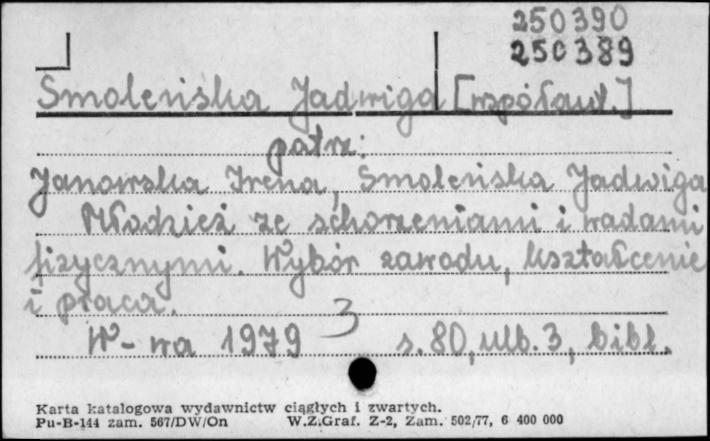 250390
250389
Smoleńska Jadwiga [współaut.]
patrz:
Janowska Irena, Smoleńska Jadwiga
Młodzież ze schorzeniami i wadami
fizycznymi. Wybór zawodu, kształcenie
i praca.
3
W-wa 1979 s. 80, ulb. 3, bibl.
Karta katalogowa wydawnictw ciągłych i zwartych.
Pu-B-144 zam. 567/DW/On W.Z.Graf. Z-2, Zam. 502/77, 6 400 000